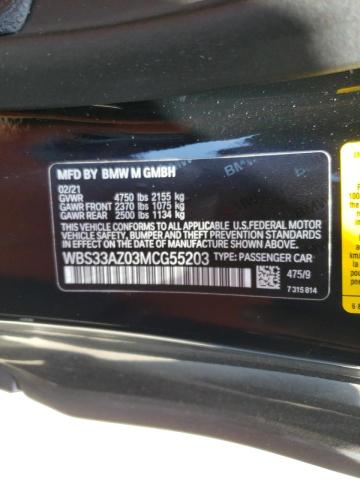 MFD BY BMW M GMBH
02/21
GVWR 4750 lbs 2155 kg
GAWR FRONT 2370 lbs 1075 kg
GAWR REAR 2500 lbs 1134 kg
THIS VEHICLE CONFORMS TO ALL APPLICABLE U.S.FEDERAL MOTOR
VEHICLE SAFETY, BUMPER AND THEFT PREVENTION STANDARDS IN
EFFECT ON THE DATE OF MANUFACTURE SHOWN ABOVE.
WBS33AZ03MCG55203 TYPE: PASSENGER CAR
475/9
7 315 814